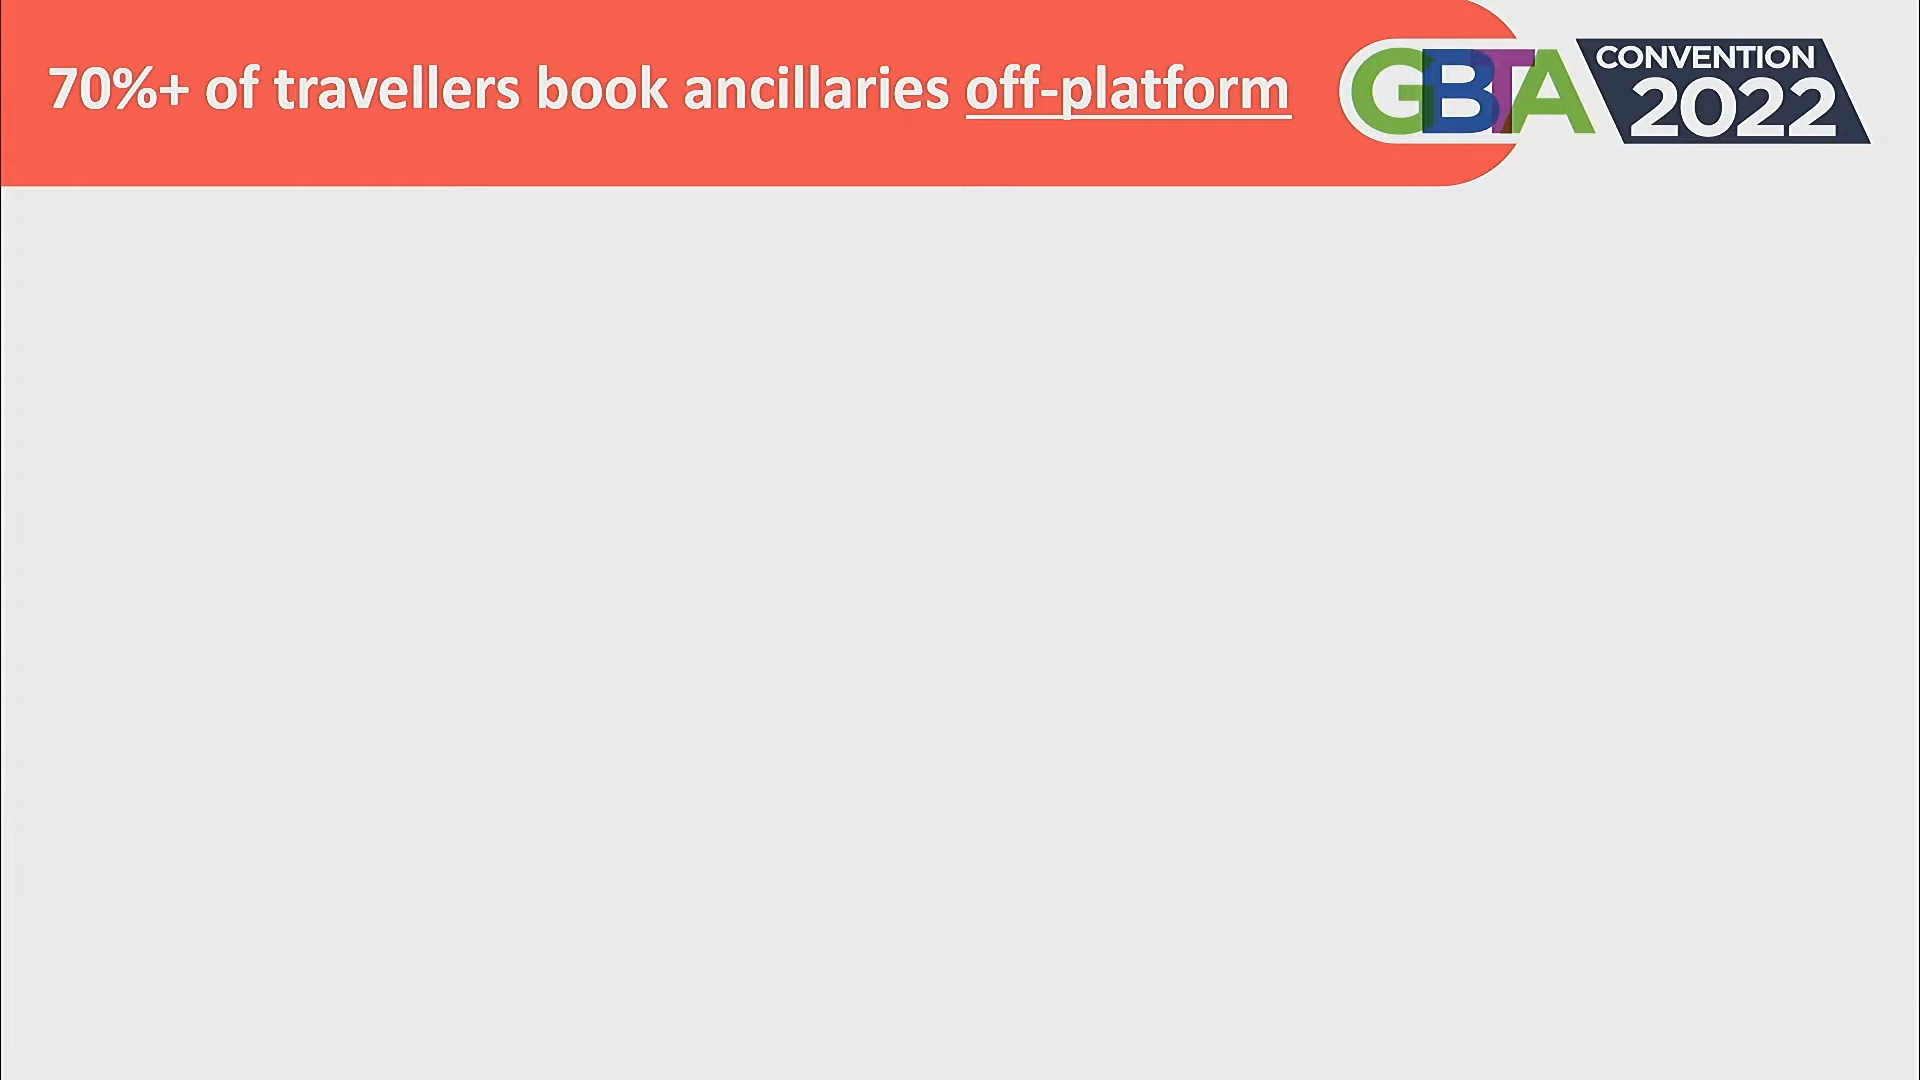 70%+ of travellers book ancillaries off-platform
GBTA
CONVENTION
2022